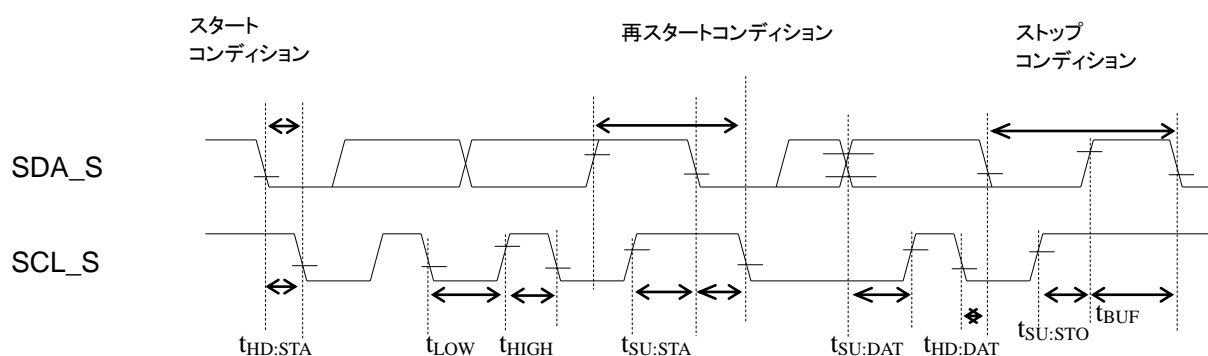 スタート
コンディション
再スタートコンディション
ストップ
コンディション
SDA_S
SCL_S
tHD:STA
tLOW
tHIGH
tSU:STA
tSU:DAT
tHD:DAT
tSU:STO
tBUF